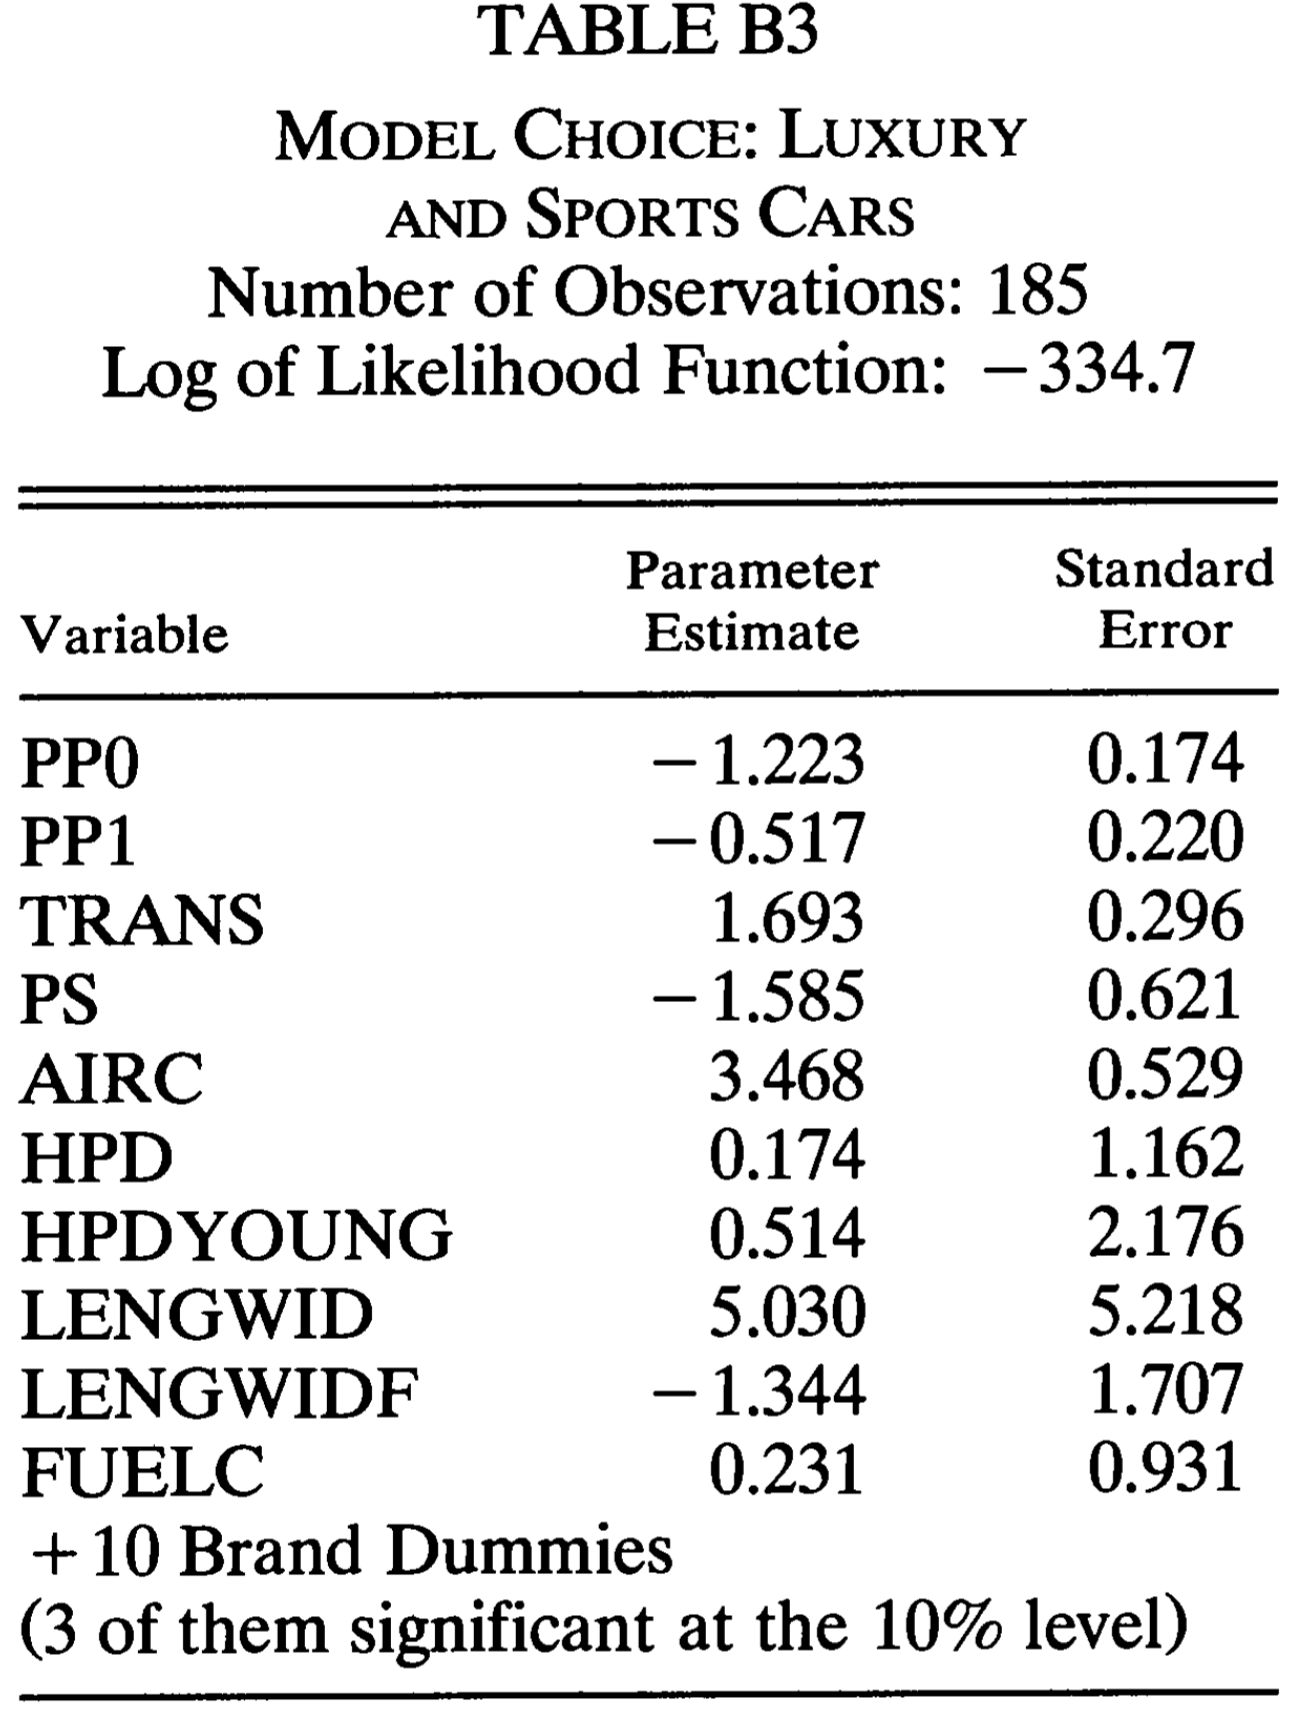 TABLE B3
MODEL CHOICE: LUXURY
AND SPORTS CARS
Number of Observations: 185
Log of Likelihood Function: −334.7
Parameter Standard
Variable Estimate Error
PP0 −1.223 0.174
PP1 −0.517 0.220
TRANS 1.693 0.296
PS −1.585 0.621
AIRC 3.468 0.529
HPD 0.174 1.162
HPDYOUNG 0.514 2.176
LENGWID 5.030 5.218
LENGWIDF −1.344 1.707
FUELC 0.231 0.931
+10 Brand Dummies
(3 of them significant at the 10% level)